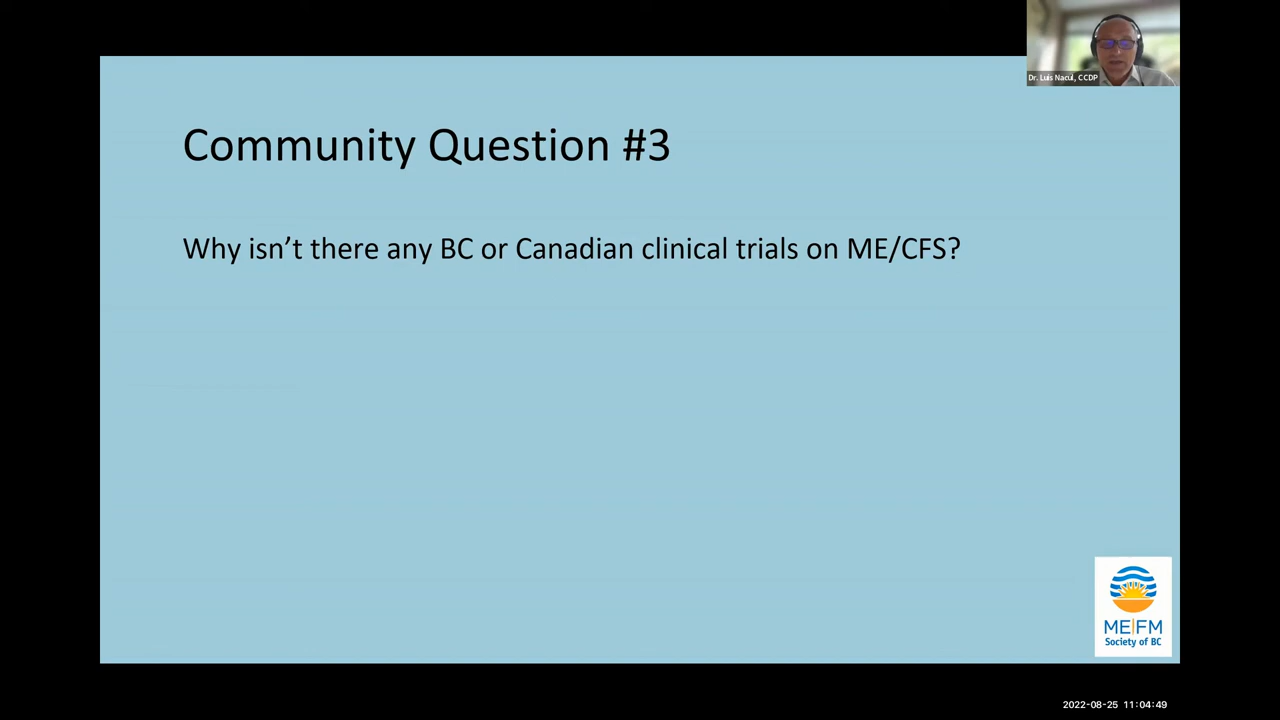 Dr. Luis Nacul, CCDP
Community Question #3
Why isn’t there any BC or Canadian clinical trials on ME/CFS?
ME|FM
Society of BC
2022-08-25 11:04:49